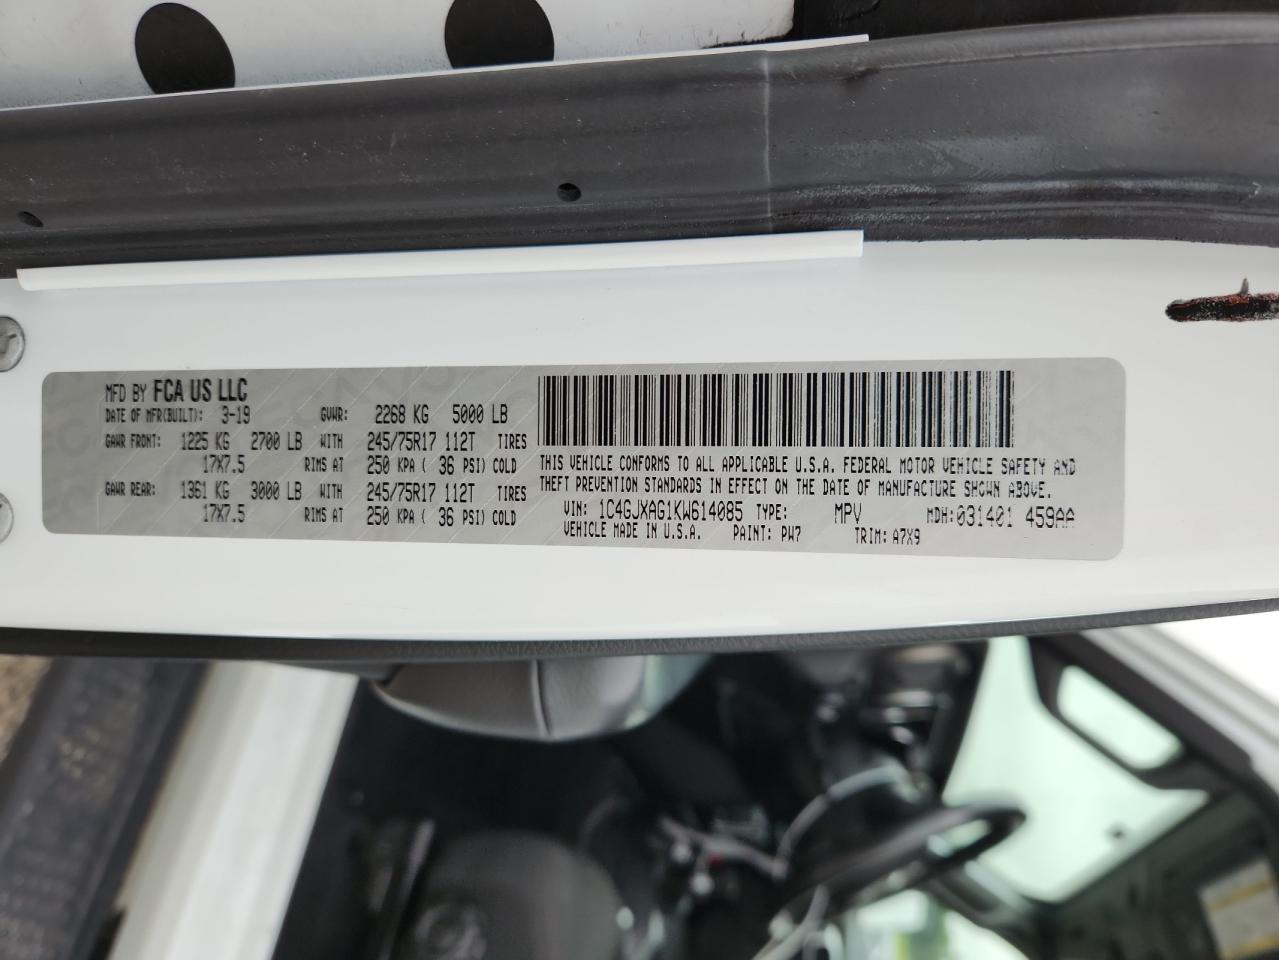 MFD BY FCA US LLC
DATE OF MFR(BUILT): 3-19 GVWR: 2268 KG 5000 LB
GAWR FRONT: 1225 KG 2700 LB WITH 245/75R17 112T TIRES
17X7.5 RIMS AT 250 KPA ( 36 PSI) COLD
GAWR REAR: 1361 KG 3000 LB WITH 245/75R17 112T TIRES
17X7.5 RIMS AT 250 KPA ( 36 PSI) COLD
THIS VEHICLE CONFORMS TO ALL APPLICABLE U.S.A. FEDERAL MOTOR VEHICLE SAFETY AND
THEFT PREVENTION STANDARDS IN EFFECT ON THE DATE OF MANUFACTURE SHOWN ABOVE.
VIN: 1C4GJXAG1KW614085 TYPE: MPV MDH:031401 459AA
VEHICLE MADE IN U.S.A. PAINT: PW7 TRIM: A7X9